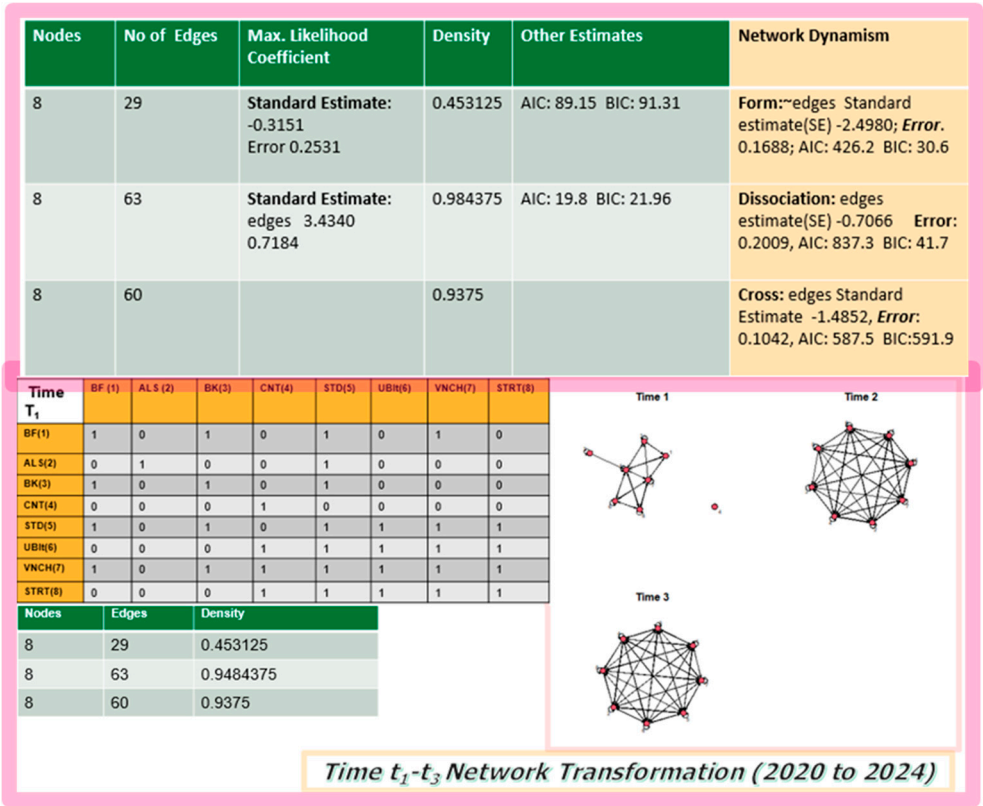 Nodes No of Edges Max. Likelihood Density Other Estimates Network Dynamism
Coefficient
8 29 Standard Estimate: 0.453125 AIC: 89.15 BIC: 91.31 Form:~edges Standard
-0.3151 estimate(SE) -2.4980; Error.
Error 0.2531 0.1688; AIC: 426.2 BIC: 30.6
8 63 Standard Estimate: 0.984375 AIC: 19.8 BIC: 21.96 Dissociation: edges
edges 3.4340 estimate(SE) -0.7066 Error:
0.7184 0.2009, AIC: 837.3 BIC: 41.7
8 60 0.9375 Cross: edges Standard
Estimate -1.4852, Error:
0.1042, AIC: 587.5 BIC:591.9
Time T1 BF (1) ALS (2) BK(3) CNT(4) STD(5) UBlt(6) VNCH(7) STRT(8)
BF(1) 1 0 1 0 1 0 1 0
ALS(2) 0 1 0 0 1 0 0 0
BK(3) 1 0 1 0 1 0 1 0
CNT(4) 0 0 0 1 0 0 0 0
STD(5) 1 0 1 0 1 1 1 1
UBlt(6) 0 0 0 1 1 1 1 1
VNCH(7) 1 0 1 1 1 1 1 1
STRT(8) 0 0 0 1 1 1 1 1
Time 1 Time 2
Time 3
Nodes Edges Density
8 29 0.453125
8 63 0.9484375
8 60 0.9375
Time t1-t3 Network Transformation (2020 to 2024)